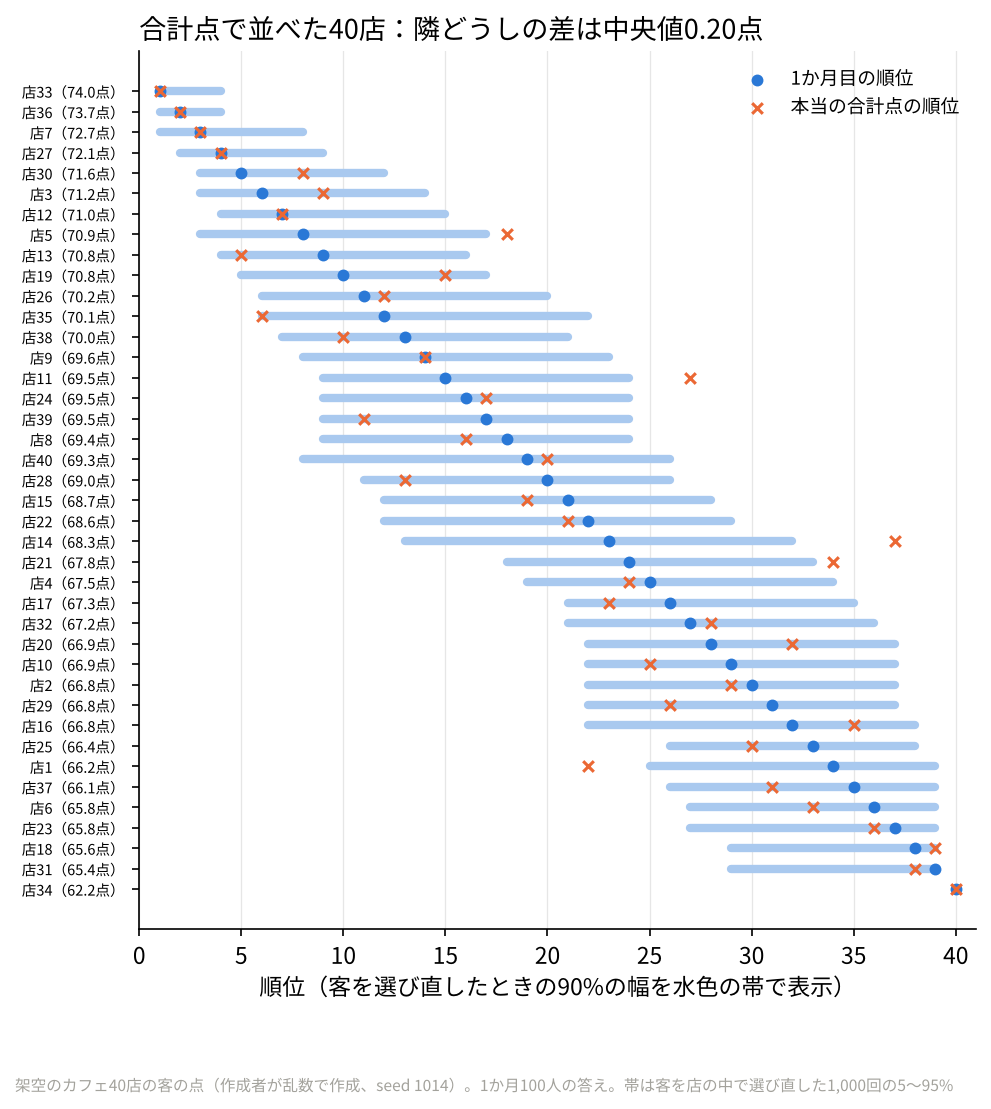 合計点で並べた40店：隣どうしの差は中央値0.20点
1か月目の順位
本当の合計点の順位
店33（74.0点）
店36（73.7点）
店7（72.7点）
店27（72.1点）
店30（71.6点）
店3（71.2点）
店12（71.0点）
店5（70.9点）
店13（70.8点）
店19（70.8点）
店26（70.2点）
店35（70.1点）
店38（70.0点）
店9（69.6点）
店11（69.5点）
店24（69.5点）
店39（69.5点）
店8（69.4点）
店40（69.3点）
店28（69.0点）
店15（68.7点）
店22（68.6点）
店14（68.3点）
店21（67.8点）
店4（67.5点）
店17（67.3点）
店32（67.2点）
店20（66.9点）
店10（66.9点）
店2（66.8点）
店29（66.8点）
店16（66.8点）
店25（66.4点）
店1（66.2点）
店37（66.1点）
店6（65.8点）
店23（65.8点）
店18（65.6点）
店31（65.4点）
店34（62.2点）
0 5 10 15 20 25 30 35 40
順位（客を選び直したときの90%の幅を水色の帯で表示）
架空のカフェ40店の客の点（作成者が乱数で作成、seed 1014）。1か月100人の答え。帯は客を店の中で選び直した1,000回の5～95%